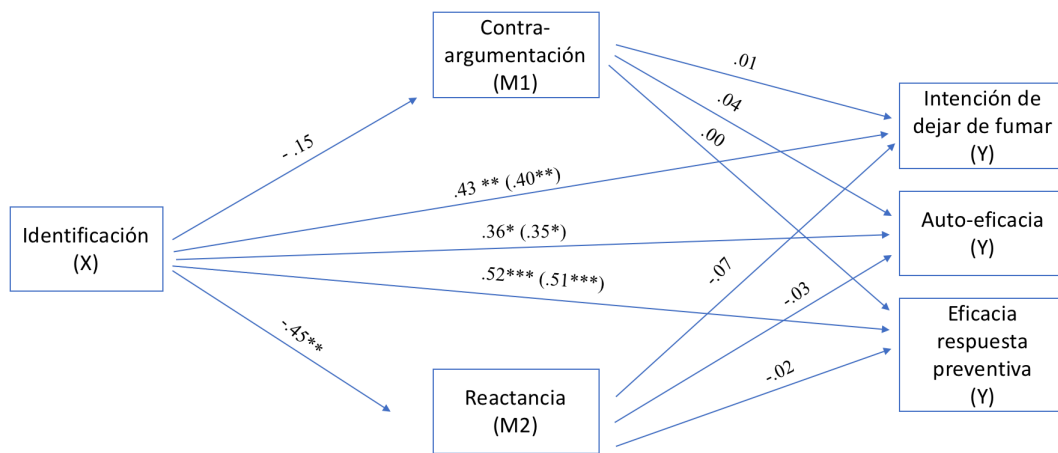 Contra-
argumentación
(M1)
.01
.04
.00
Intención de
dejar de fumar
(Y)
- .15
.43 ** (.40**)
Identificación
(X)
.36* (.35*)
Auto-eficacia
(Y)
.52*** (.51***)
-.07
-.03
-.45**
Eficacia
respuesta
preventiva
(Y)
-.02
Reactancia
(M2)